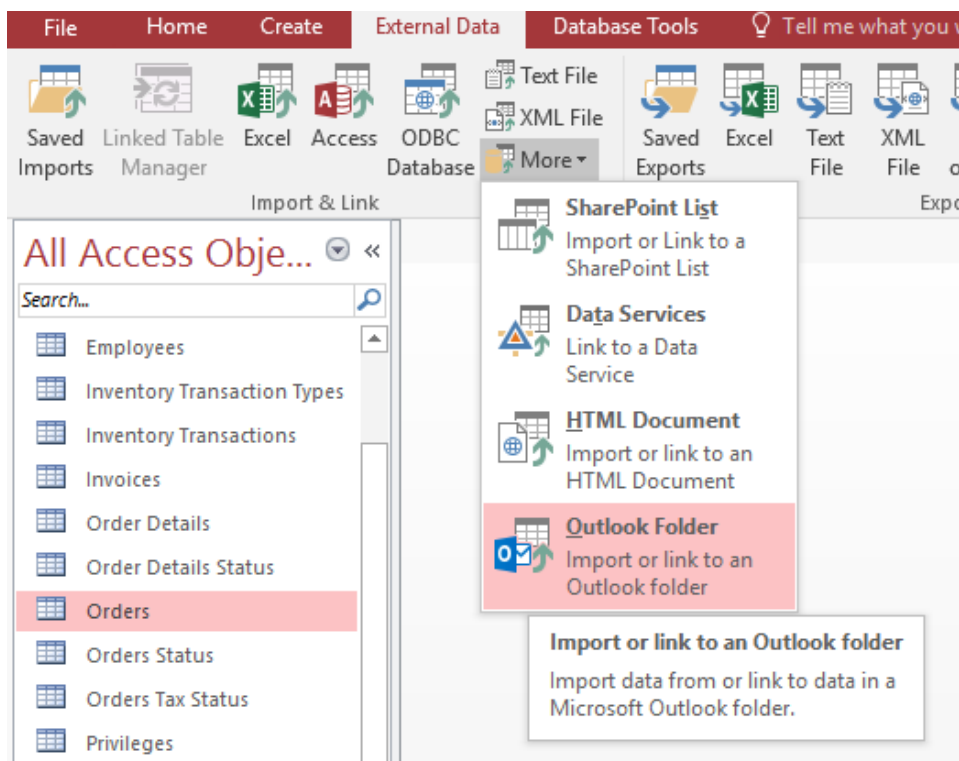 File Home Create External Data Database Tools Tell me what you
Saved Imports
Linked Table Manager
Excel
Access
ODBC Database
Text File
XML File
More
Saved Exports
Excel
Text File
XML File
Import & Link
All Access Obje...
Search...
Employees
Inventory Transaction Types
Inventory Transactions
Invoices
Order Details
Order Details Status
Orders
Orders Status
Orders Tax Status
Privileges
SharePoint List
Import or Link to a
SharePoint List
Data Services
Link to a Data
Service
HTML Document
Import or link to an
HTML Document
Outlook Folder
Import or link to an
Outlook folder
Import or link to an Outlook folder
Import data from or link to data in a
Microsoft Outlook folder.